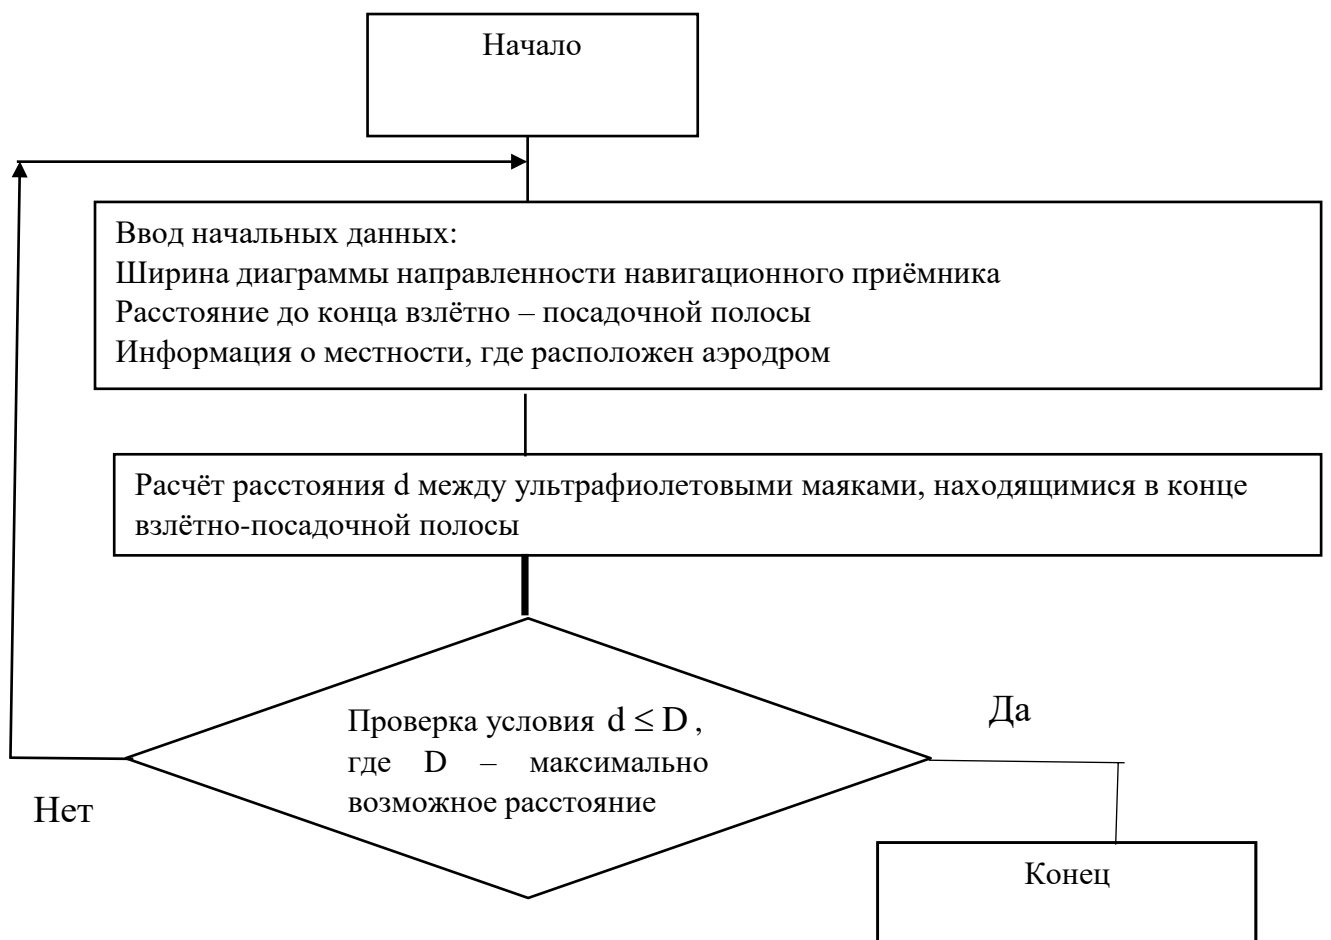 Начало
Ввод начальных данных:
Ширина диаграммы направленности навигационного приёмника
Расстояние до конца взлётно – посадочной полосы
Информация о местности, где расположен аэродром
Расчёт расстояния d между ультрафиолетовыми маяками, находящимися в конце
взлётно-посадочной полосы
Проверка условия d ≤ D ,
где D – максимально
возможное расстояние
Да
Нет
Конец